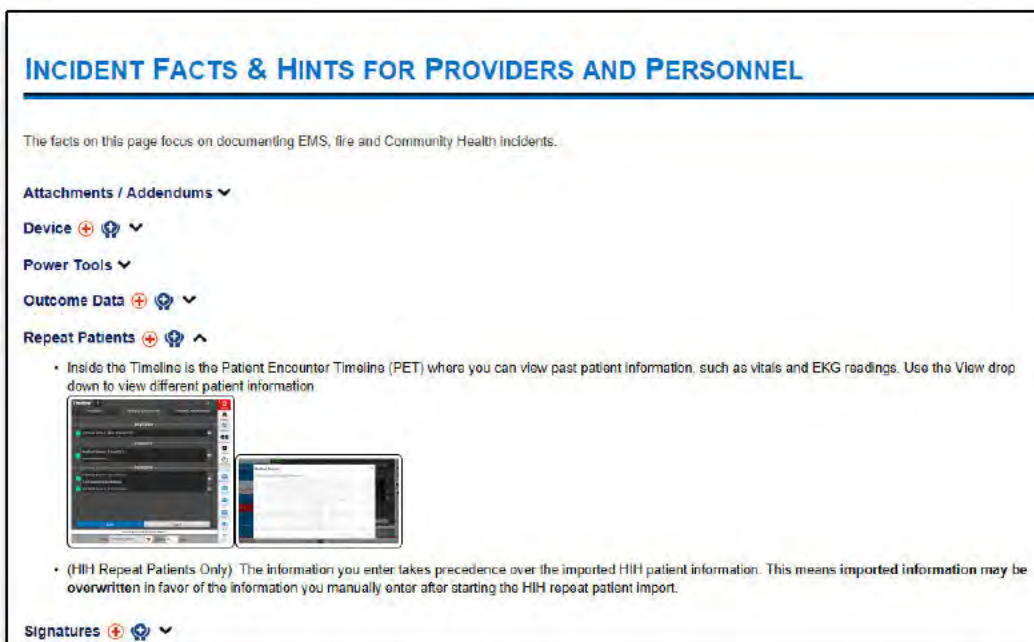 INCIDENT FACTS & HINTS FOR PROVIDERS AND PERSONNEL
The facts on this page focus on documenting EMS, fire and Community Health incidents.
Attachments / Addendums
Device
Power Tools
Outcome Data
Repeat Patients
• Inside the Timeline is the Patient Encounter Timeline (PET) where you can view past patient information, such as vitals and EKG readings. Use the View drop
down to view different patient information.
Timeline
• (HIH Repeat Patients Only) The information you enter takes precedence over the imported HIH patient information. This means imported information may be
overwritten in favor of the information you manually enter after starting the HIH repeat patient import.
Signatures